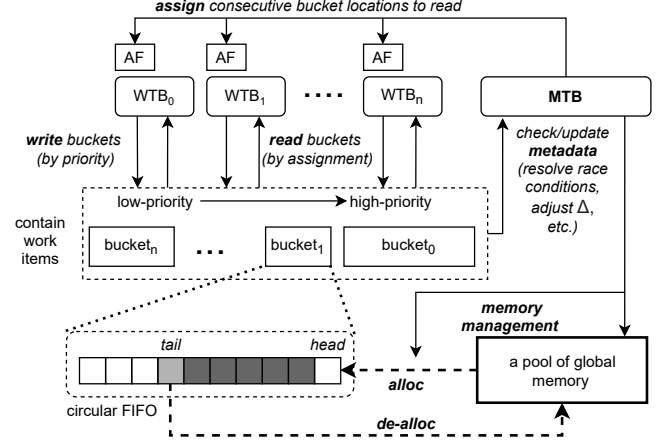 assign consecutive bucket locations to read
AF
AF
AF
WTB0
WTB1
....
WTBn
MTB
write buckets
(by priority)
read buckets
(by assignment)
check/update
metadata
(resolve race
conditions,
adjust Δ,
etc.)
low-priority
high-priority
contain
work
items
bucketn
...
bucket1
bucket0
memory
management
tail
head
a pool of global
memory
alloc
circular FIFO
de-alloc